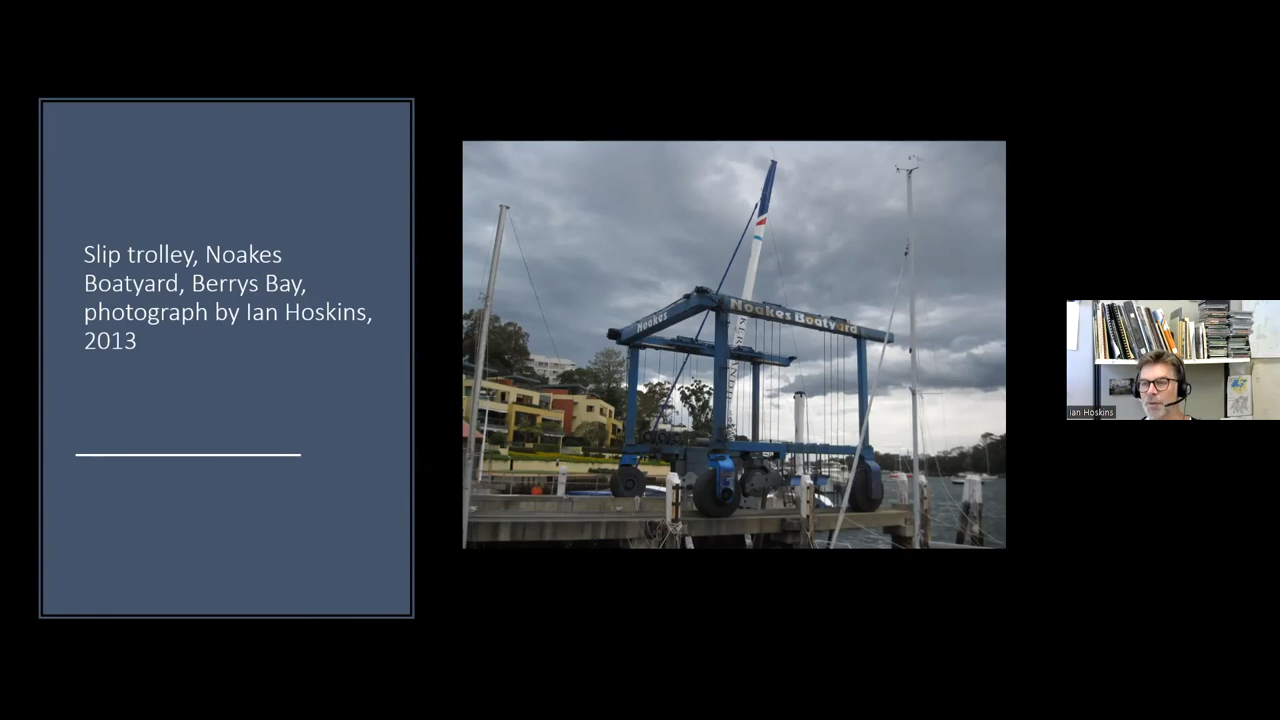 Slip trolley, Noakes
Boatyard, Berrys Bay,
photograph by Ian Hoskins,
2013
Noakes
Noakes Boatyard
ian Hoskins